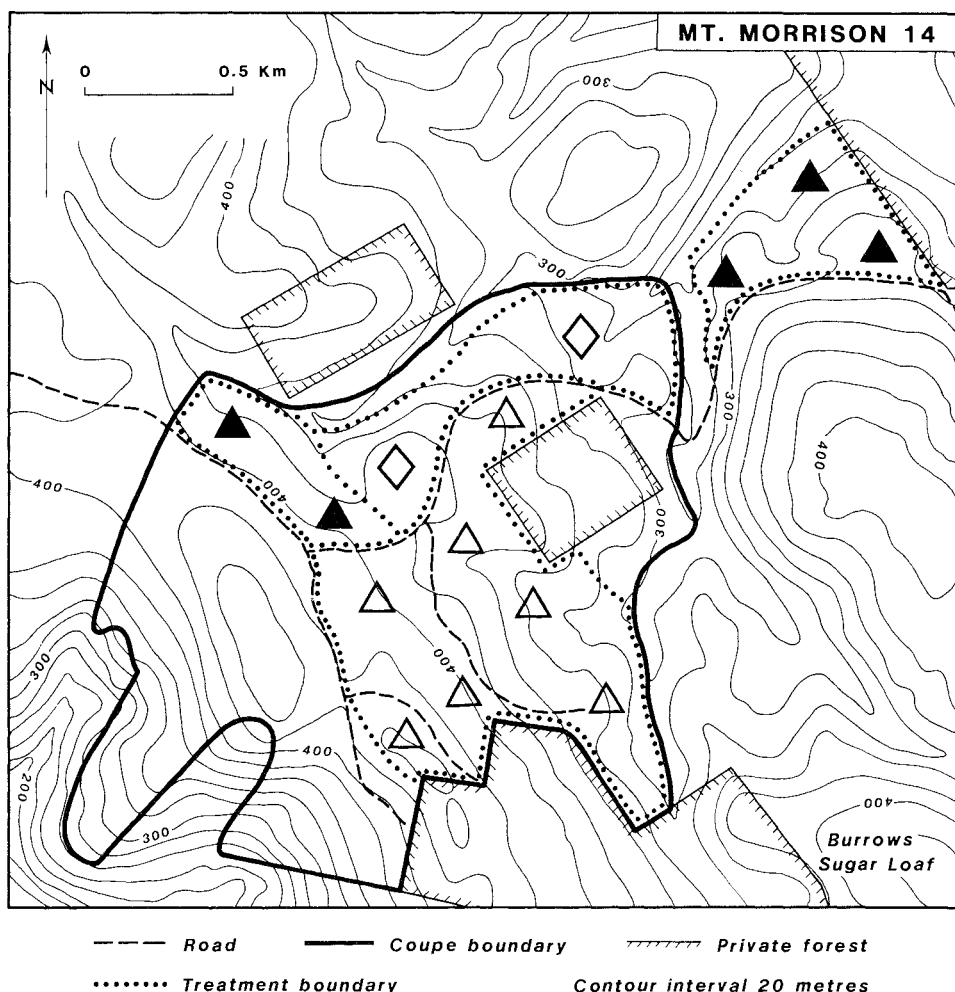 MT. MORRISON 14
N
0 0.5 Km
300
400
300
400
300
400
400
300
300
400
400
200
300
400
Burrows
Sugar Loaf
Road Coupe boundary Private forest
Treatment boundary Contour interval 20 metres